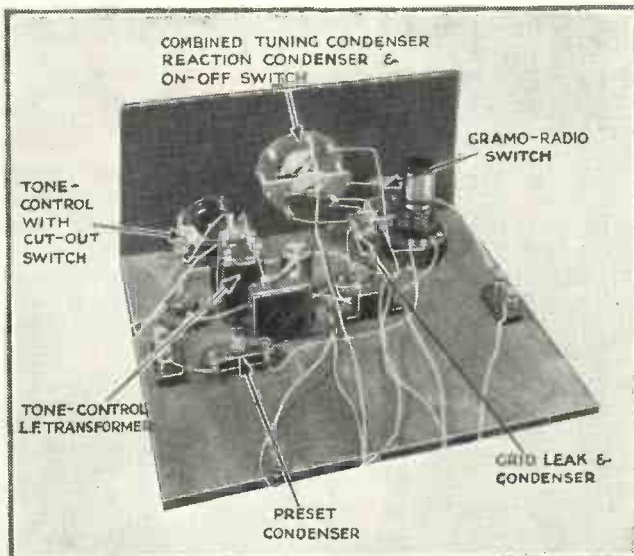 COMBINED TUNING CONDENSER
REACTION CONDENSER &
ON-OFF SWITCH
GRAMO-RADIO
SWITCH
TONE-
CONTROL
WITH
CUT-OUT
SWITCH
TONE-CONTROL
L.F. TRANSFORMER
GRID LEAK &
CONDENSER
PRESET
CONDENSER